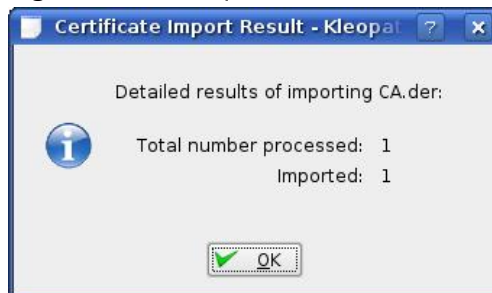 Certificate Import Result - Kleopat
Detailed results of importing CA.der:
Total number processed: 1
Imported: 1
OK